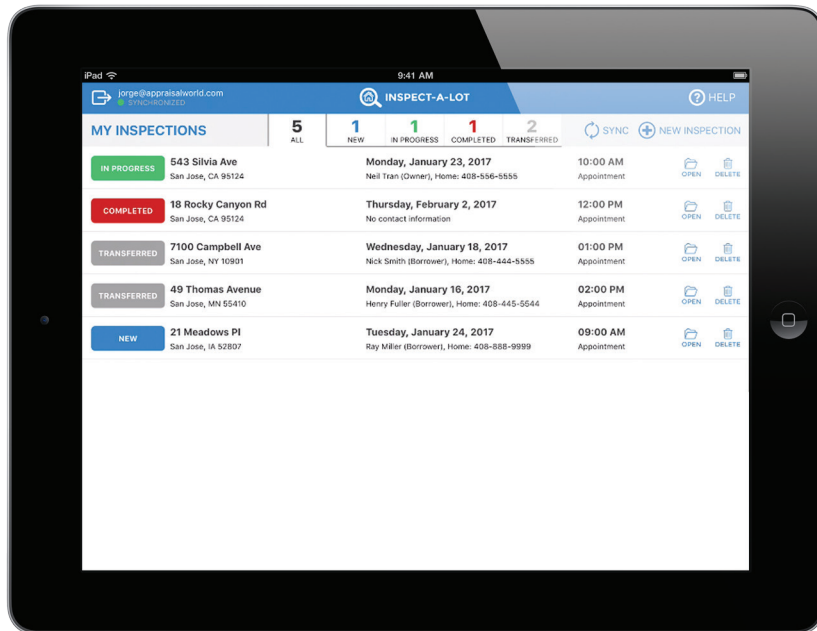 iPad 9:41 AM
jorge@appraisalworld.com
SYNCHRONIZED
INSPECT-A-LOT
HELP
MY INSPECTIONS
5 ALL
1 NEW
1 IN PROGRESS
1 COMPLETED
2 TRANSFERRED
SYNC
NEW INSPECTION
IN PROGRESS
543 Silvia Ave
San Jose, CA 95124
Monday, January 23, 2017
Neil Tran (Owner), Home: 408-556-5555
10:00 AM
Appointment
OPEN DELETE
COMPLETED
18 Rocky Canyon Rd
San Jose, CA 95124
Thursday, February 2, 2017
No contact information
12:00 PM
Appointment
OPEN DELETE
TRANSFERRED
7100 Campbell Ave
San Jose, NY 10901
Wednesday, January 18, 2017
Nick Smith (Borrower), Home: 408-444-5555
01:00 PM
Appointment
OPEN DELETE
TRANSFERRED
49 Thomas Avenue
San Jose, MN 55410
Monday, January 16, 2017
Henry Fuller (Borrower), Home: 408-445-5544
02:00 PM
Appointment
OPEN DELETE
NEW
21 Meadows Pl
San Jose, IA 52807
Tuesday, January 24, 2017
Ray Miller (Borrower), Home: 408-888-9999
09:00 AM
Appointment
OPEN DELETE